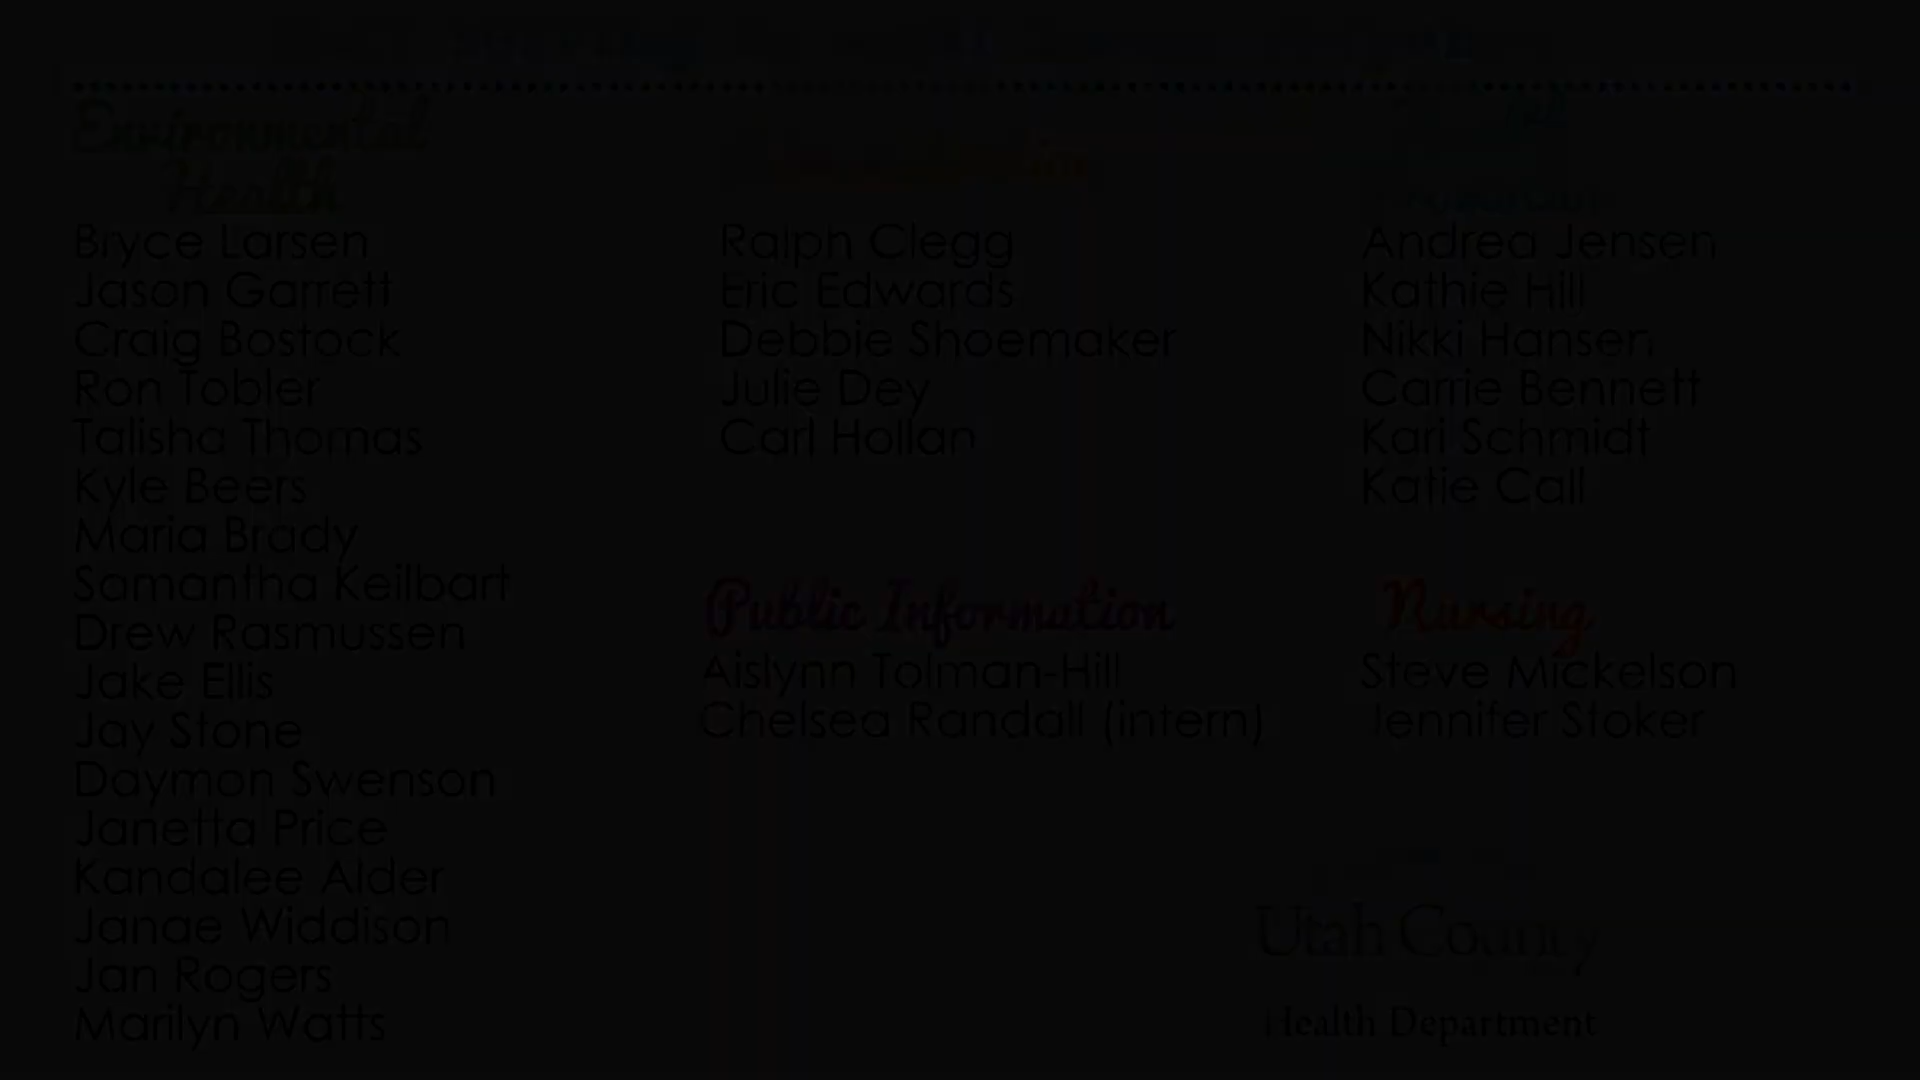 Environmental
Health
Bryce Larsen
Jason Garrett
Craig Bostock
Ron Tobler
Talisha Thomas
Kyle Beers
Maria Brady
Samantha Keilbart
Drew Rasmussen
Jake Ellis
Jay Stone
Daymon Swenson
Janetta Price
Kandalee Alder
Janae Widdison
Jan Rogers
Marilyn Watts
Ralph Clegg
Eric Edwards
Debbie Shoemaker
Julie Dey
Carl Hollan
Public Information
Aislynn Tolman-Hill
Chelsea Randall (intern)
Andrea Jensen
Kathie Hill
Nikki Hansen
Carrie Bennett
Kari Schmidt
Katie Call
Nursing
Steve Mickelson
Jennifer Stoker
Utah County
Health Department